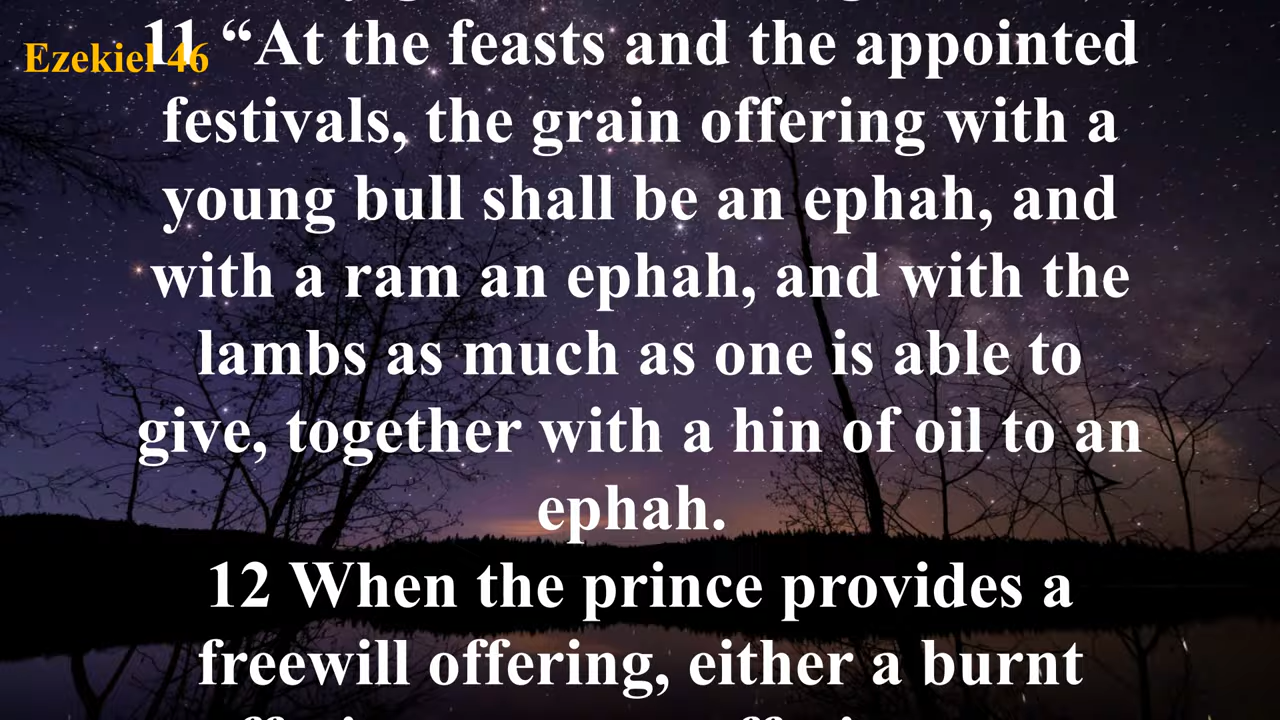 Ezekiel 46
11 “At the feasts and the appointed
festivals, the grain offering with a
young bull shall be an ephah, and
with a ram an ephah, and with the
lambs as much as one is able to
give, together with a hin of oil to an
ephah.
12 When the prince provides a
freewill offering, either a burnt